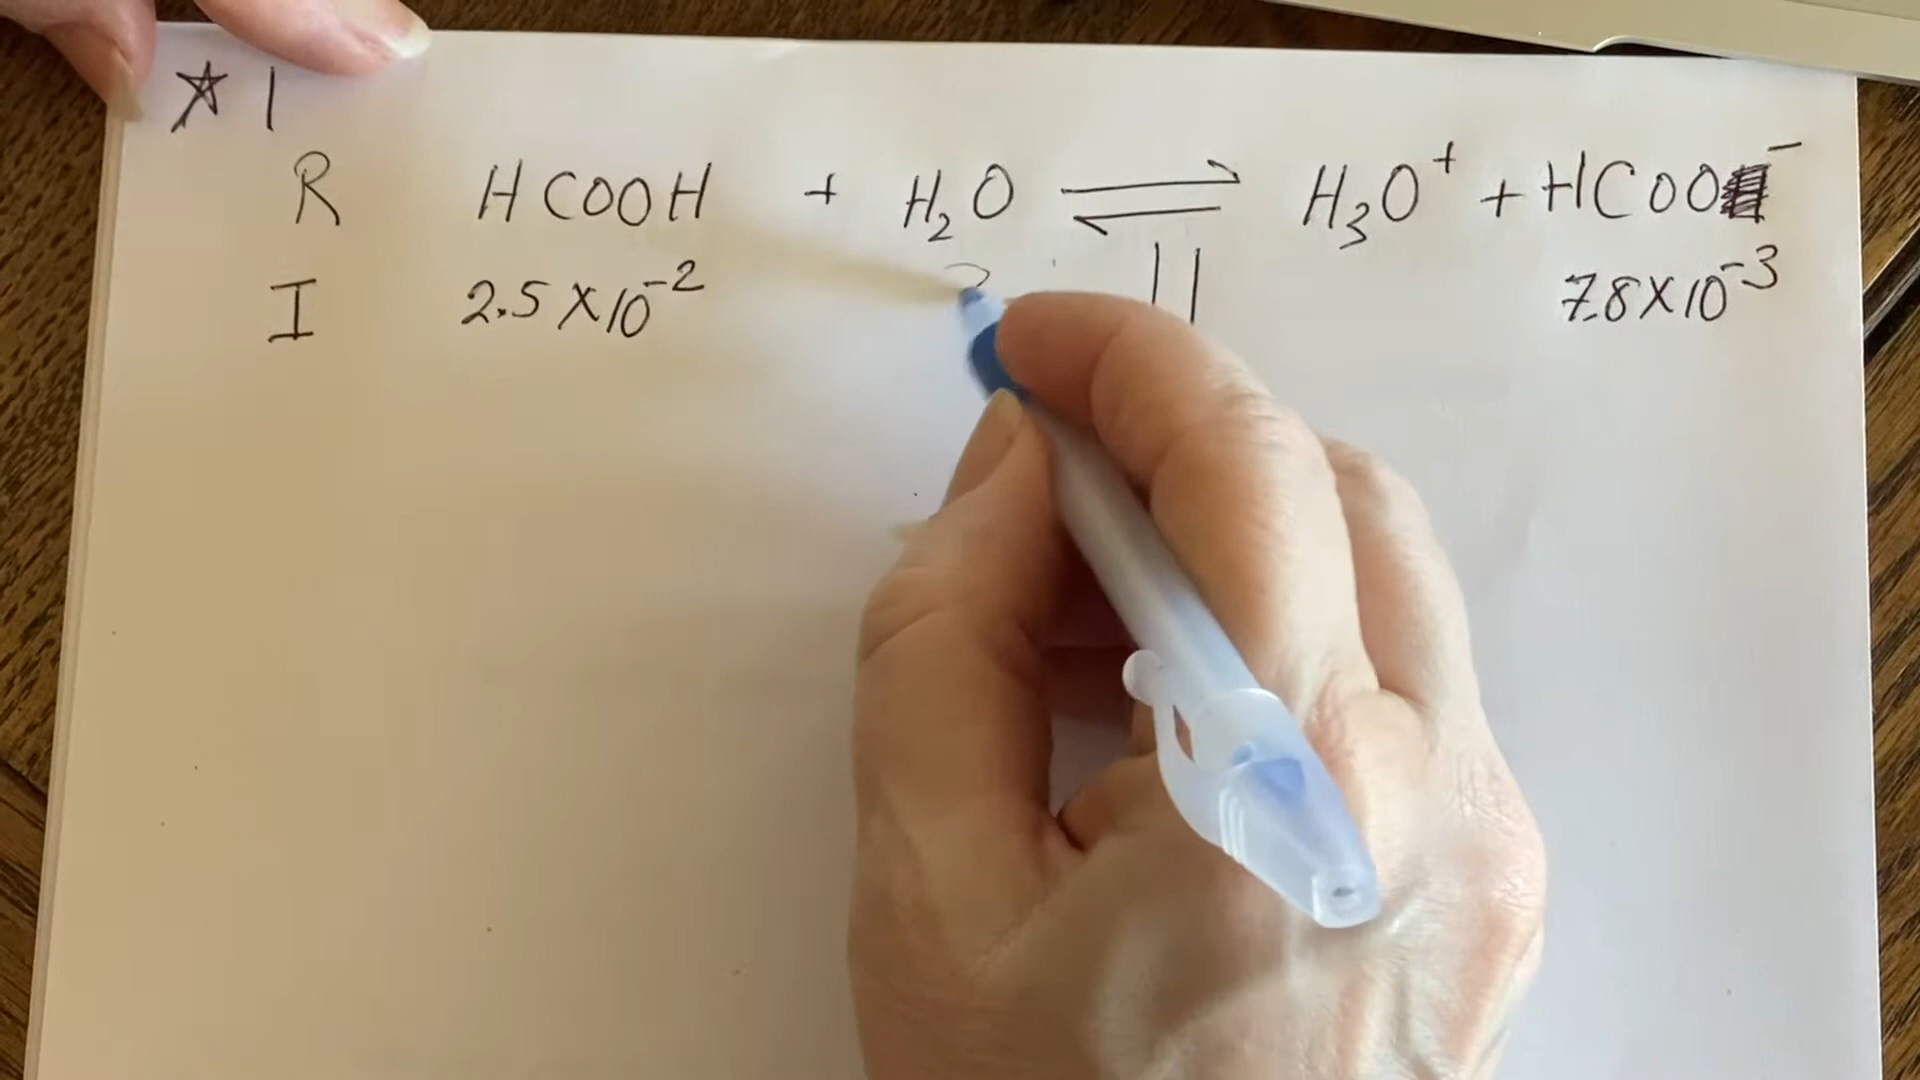 ☆ 1
R HCOOH + H₂O ⇌ H₃O⁺ + HCOO⁻
I 2.5 × 10⁻² || 7.8 × 10⁻³